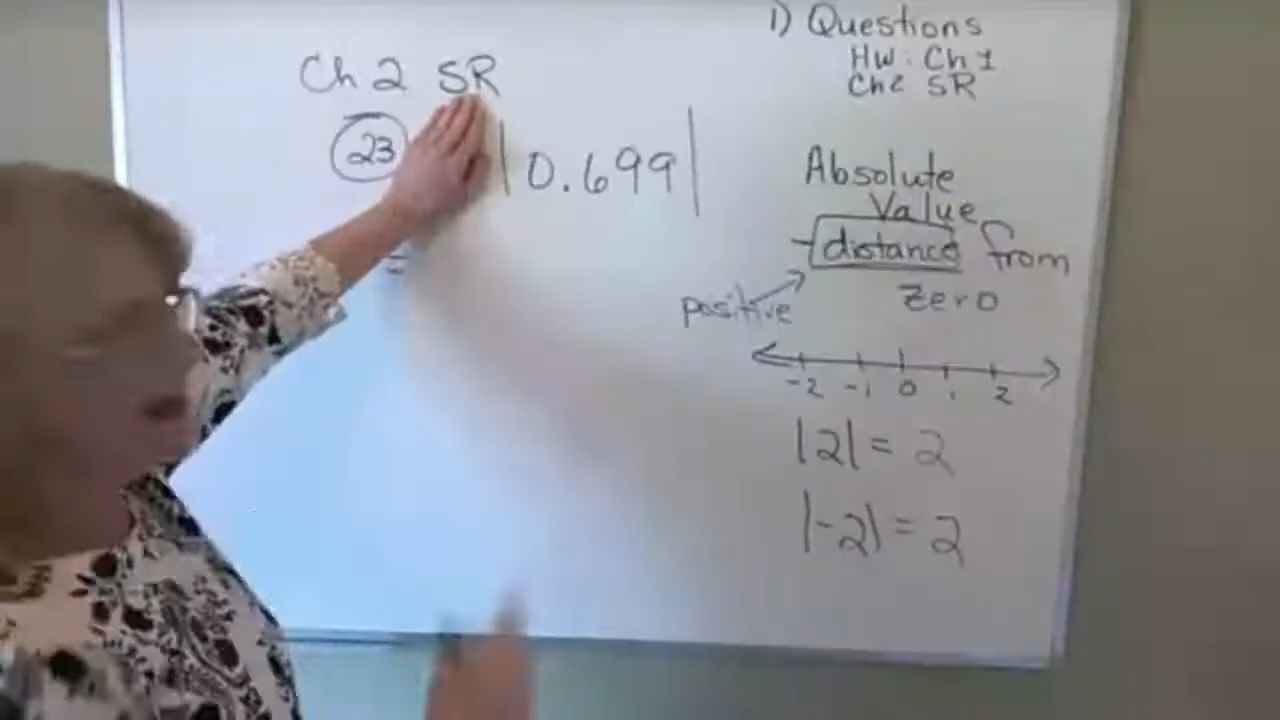 Ch 2 SR
23
|0.699|
=
1) Questions
HW: Ch 1
Ch2 SR
Absolute
Value
-distance from
zero
positive
-2 -1 0 1 2
|2| = 2
|-2| = 2